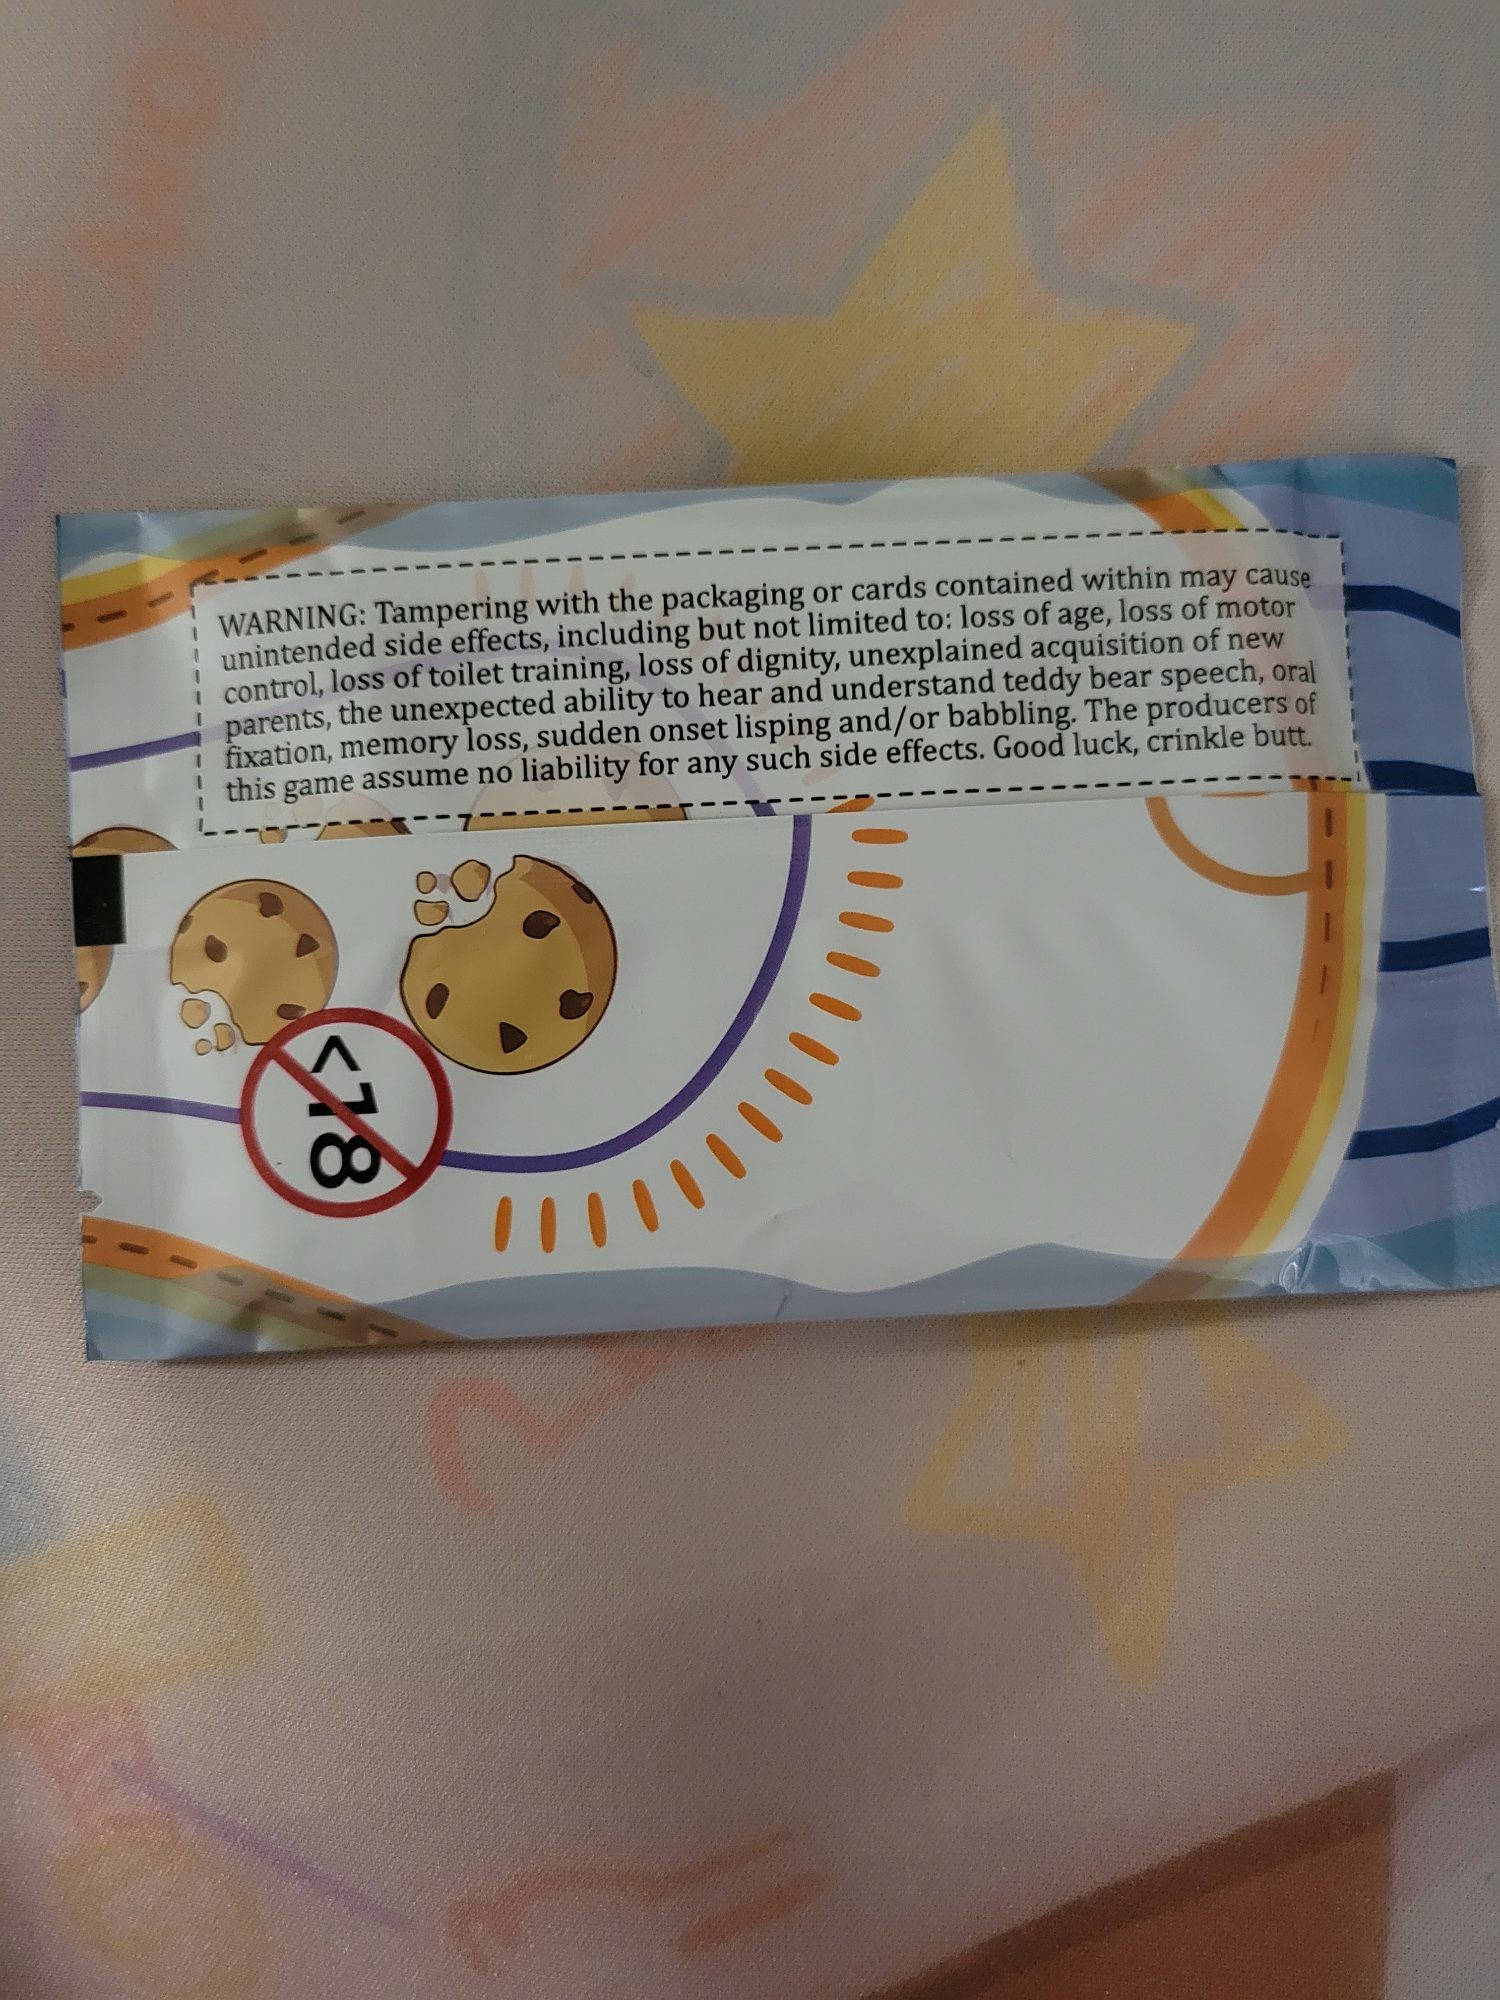 WARNING: Tampering with the packaging or cards contained within may cause
unintended side effects, including but not limited to: loss of age, loss of motor
control, loss of toilet training, loss of dignity, unexplained acquisition of new
parents, the unexpected ability to hear and understand teddy bear speech, oral
fixation, memory loss, sudden onset lisping and/or babbling. The producers of
this game assume no liability for any such side effects. Good luck, crinkle butt.
<18